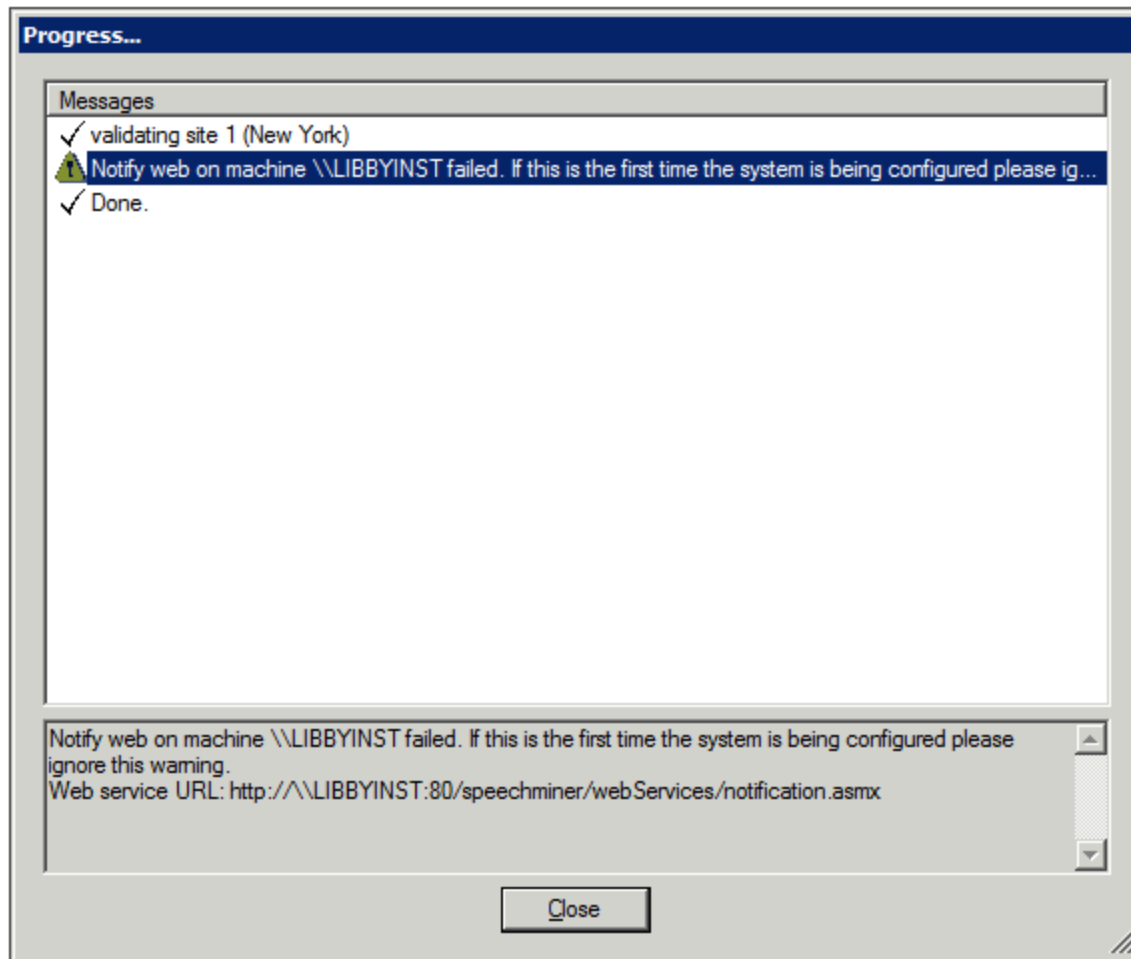 Progress...
Messages
validating site 1 (New York)
Notify web on machine \\LIBBYINST failed. If this is the first time the system is being configured please ig...
Done.
Notify web on machine \\LIBBYINST failed. If this is the first time the system is being configured please
ignore this warning.
Web service URL: http://\\LIBBYINST:80/speechminer/webServices/notification.asmx
Close